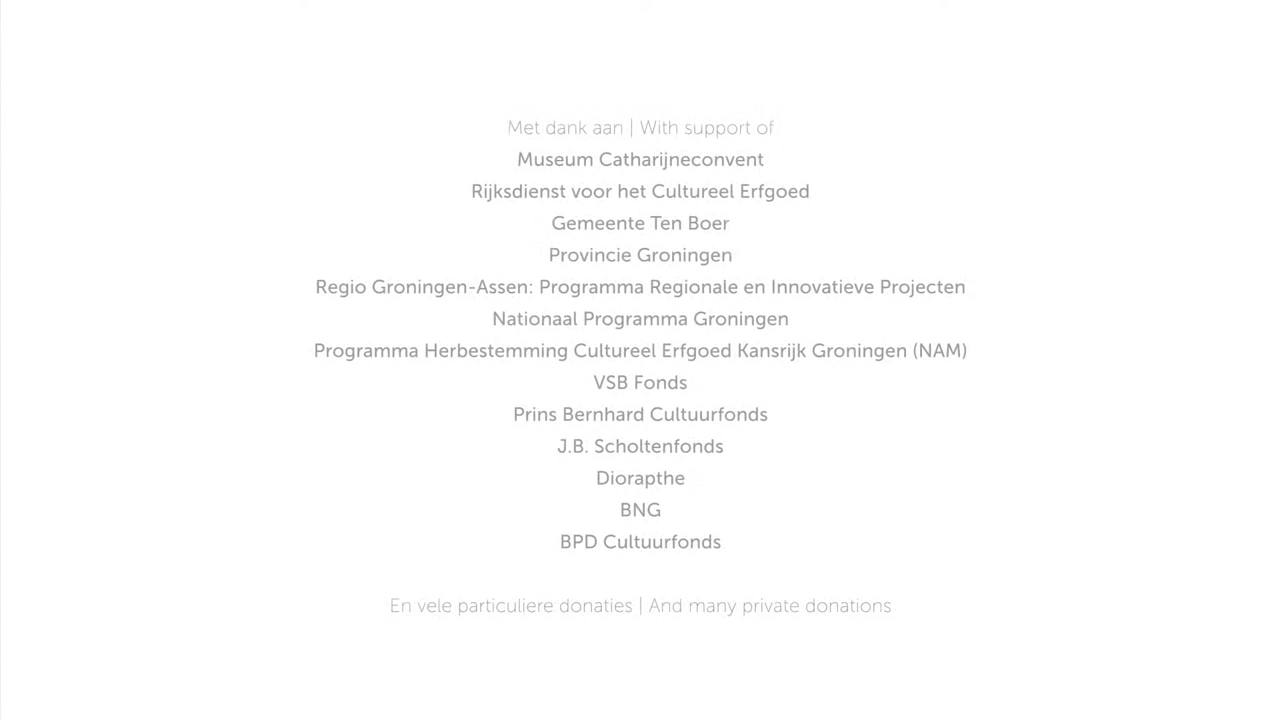 Met dank aan | With support of
Museum Catharijneconvent
Rijksdienst voor het Cultureel Erfgoed
Gemeente Ten Boer
Provincie Groningen
Regio Groningen-Assen: Programma Regionale en Innovatieve Projecten
Nationaal Programma Groningen
Programma Herbestemming Cultureel Erfgoed Kansrijk Groningen (NAM)
VSB Fonds
Prins Bernhard Cultuurfonds
J.B. Scholtenfonds
Diorapthe
BNG
BPD Cultuurfonds
En vele particuliere donaties | And many private donations